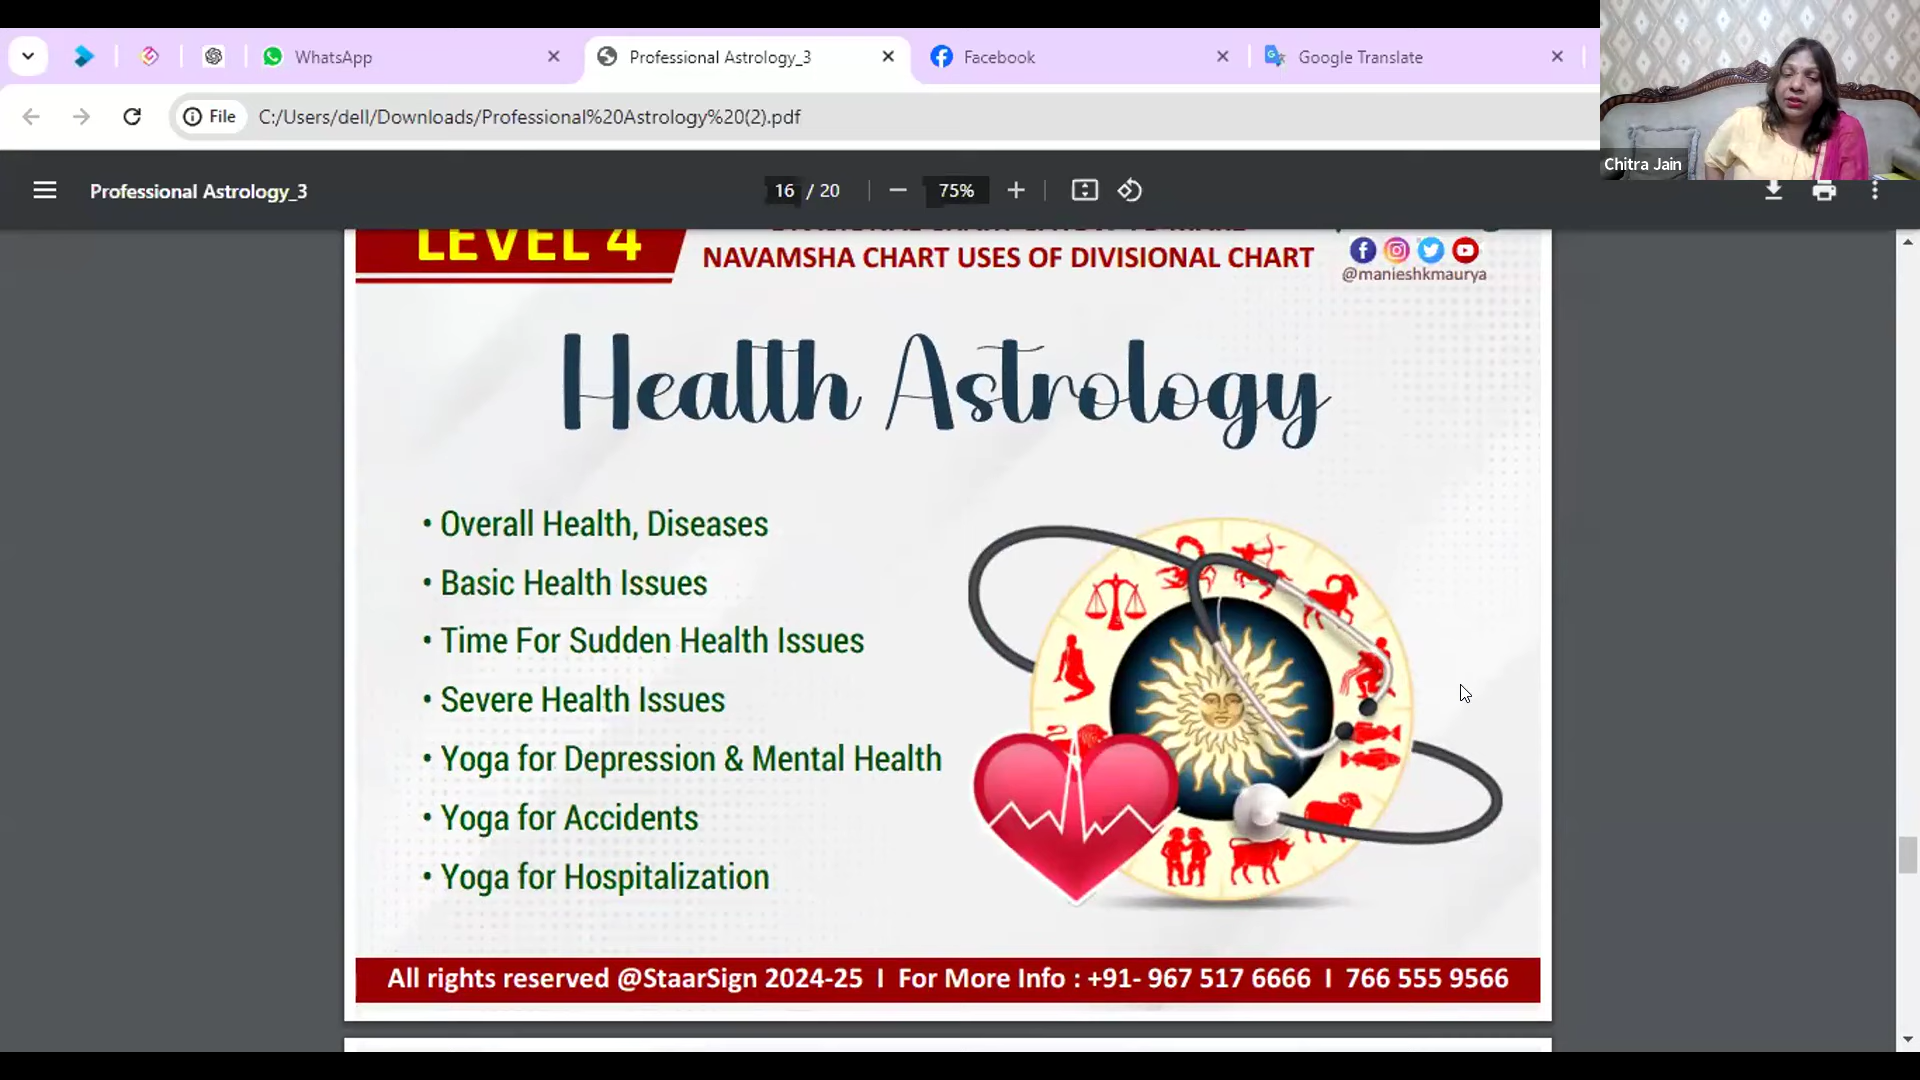 WhatsApp
Professional Astrology_3
Facebook
Google Translate
File
C:/Users/dell/Downloads/Professional%20Astrology%20(2).pdf
Chitra Jain
Professional Astrology_3
16 / 20
75%
LEVEL 4
NAVAMSHA CHART USES OF DIVISIONAL CHART
@manieshkmaurya
Health Astrology
• Overall Health, Diseases
• Basic Health Issues
• Time For Sudden Health Issues
• Severe Health Issues
• Yoga for Depression & Mental Health
• Yoga for Accidents
• Yoga for Hospitalization
All rights reserved @StaarSign 2024-25 I For More Info : +91- 967 517 6666 I 766 555 9566